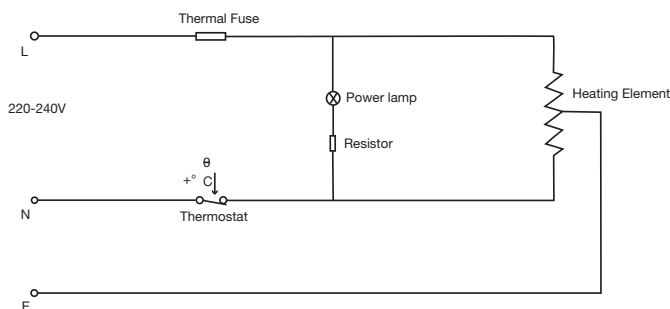 Thermal Fuse
L
Heating Element
Power lamp
220-240V
Resistor
θ
+° C
N
Thermostat
E